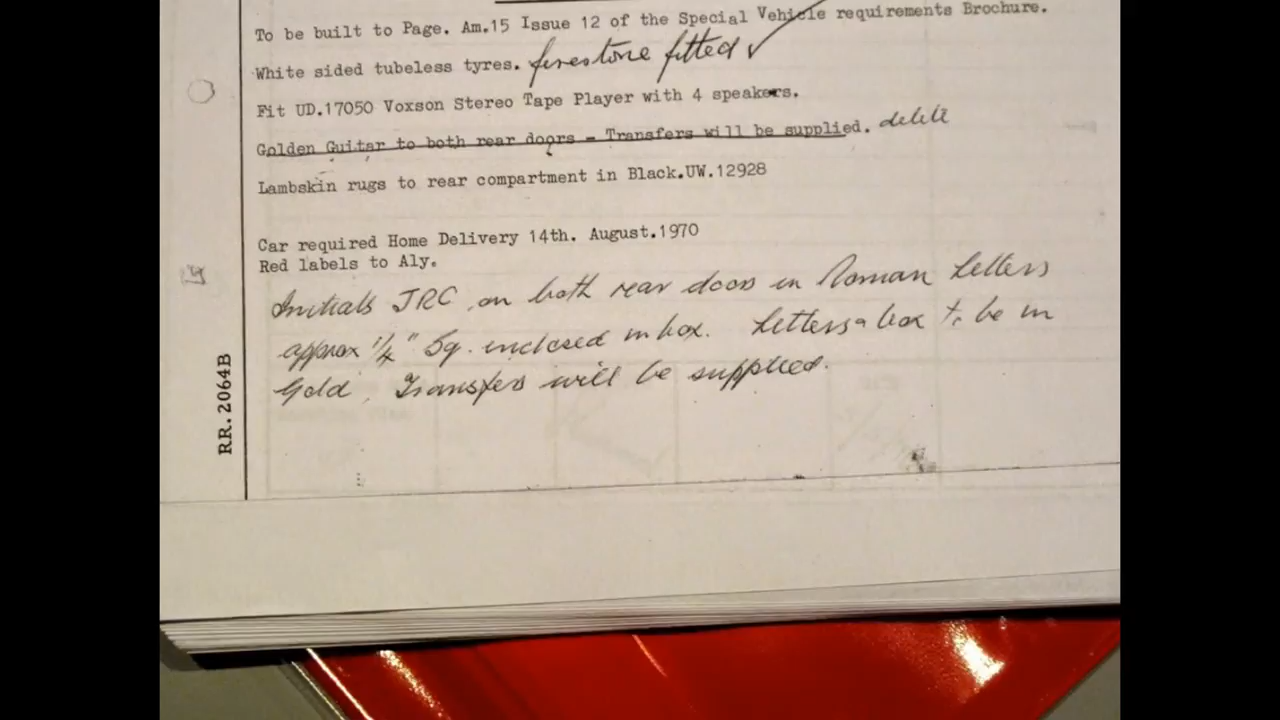 To be built to Page. Am.15 Issue 12 of the Special Vehicle requirements Brochure.
White sided tubeless tyres. firestone fitted ✓
Fit UD.17050 Voxson Stereo Tape Player with 4 speakers.
Golden Guitar to both rear doors - Transfers will be supplied. delete
Lambskin rugs to rear compartment in Black.UW.12928
Car required Home Delivery 14th. August.1970
Red labels to Aly.
Initials JRC on both rear doors in Roman Letters
approx 1/4" Sq. inclosed in box. Letters & box to be in
Gold. Transfers will be supplied.
RR.2064B